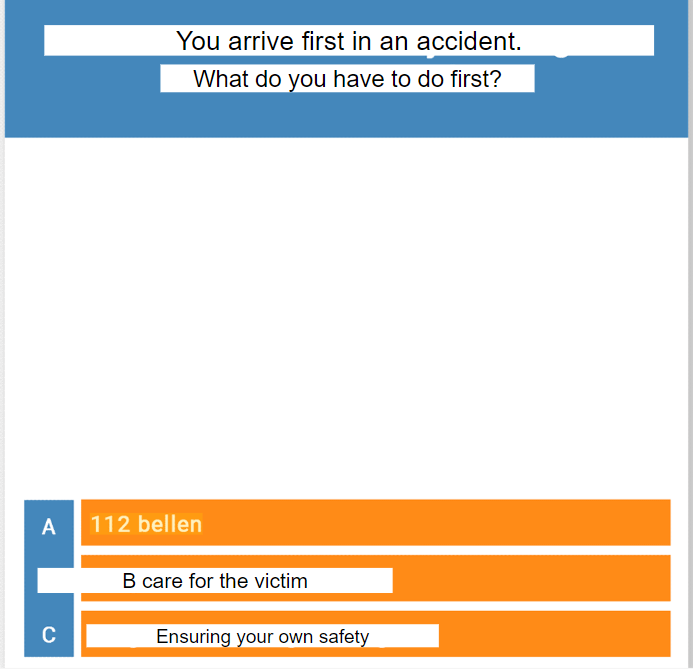 You arrive first in an accident.
What do you have to do first?
A 112 bellen
B care for the victim
C Ensuring your own safety